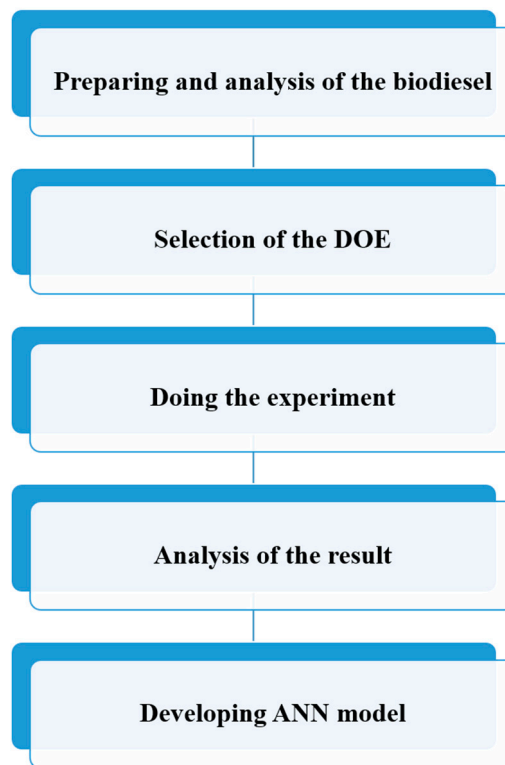 Preparing and analysis of the biodiesel
Selection of the DOE
Doing the experiment
Analysis of the result
Developing ANN model